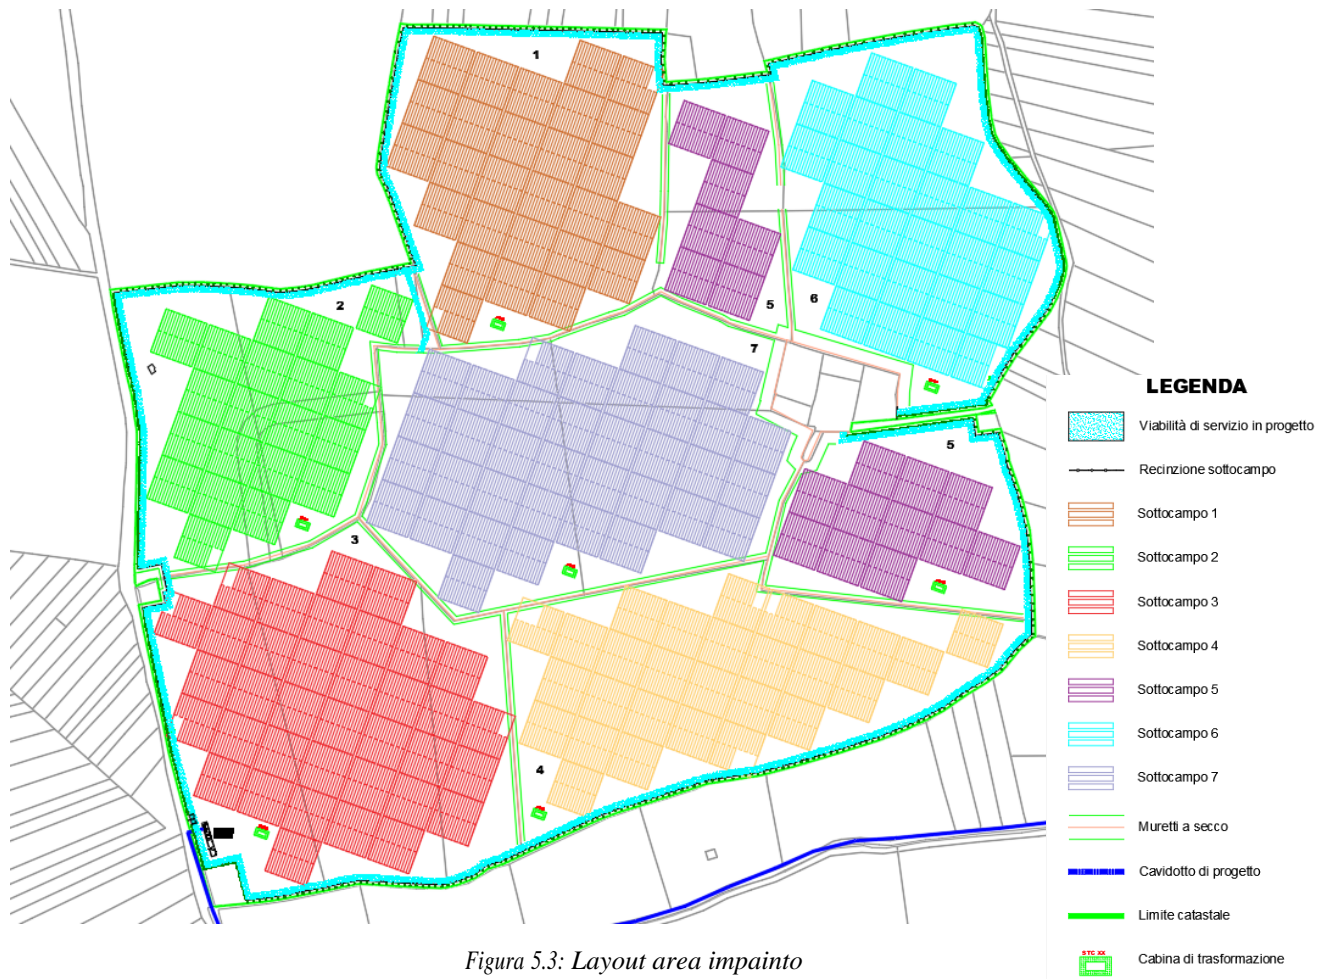 1
2
5
6
7
5
3
4
LEGENDA
Viabilità di servizio in progetto
Recinzione sottocampo
Sottocampo 1
Sottocampo 2
Sottocampo 3
Sottocampo 4
Sottocampo 5
Sottocampo 6
Sottocampo 7
Muretti a secco
Cavidotto di progetto
Limite catastale
STC XX
Cabina di trasformazione
Figura 5.3: Layout area impainto